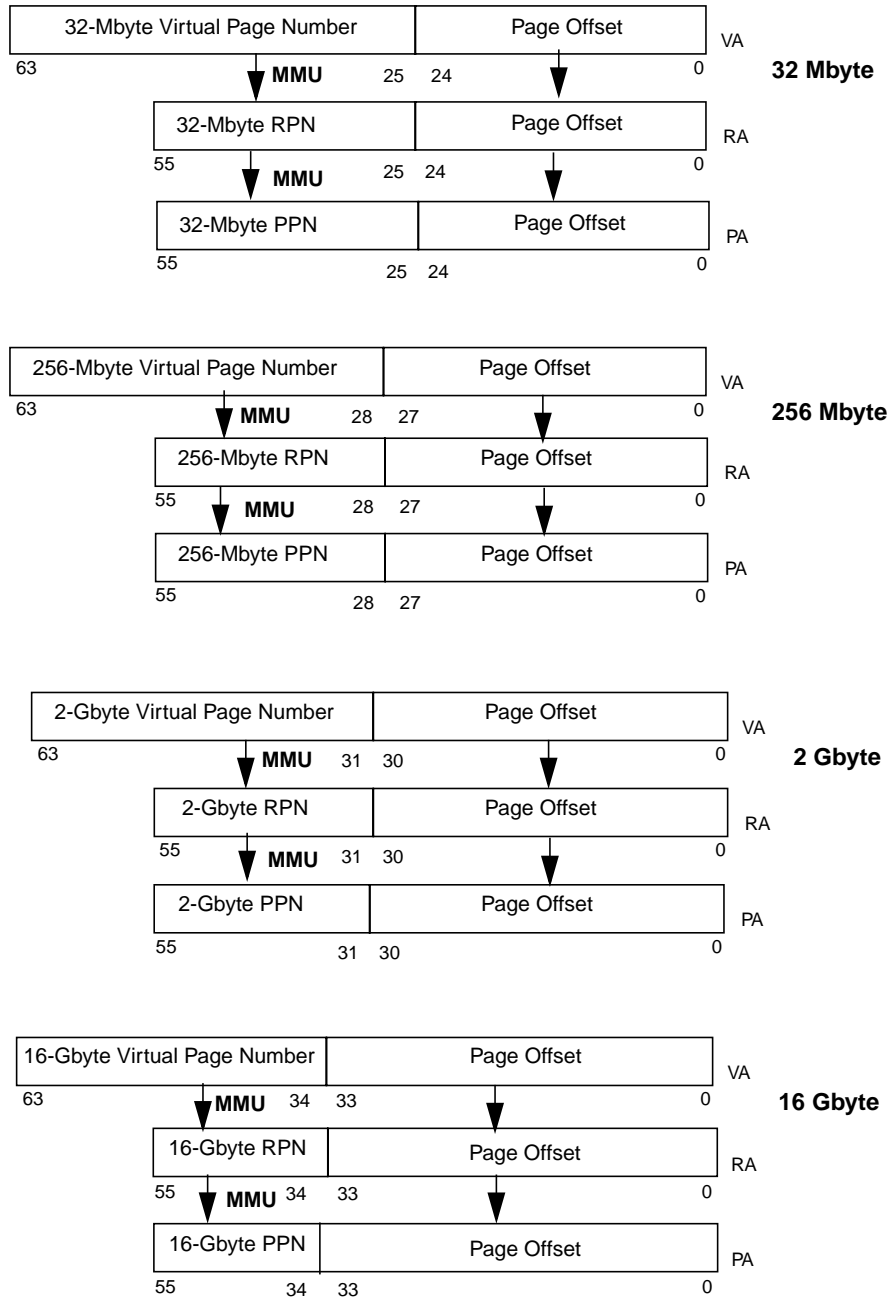 32-Mbyte Virtual Page Number Page Offset VA
63 MMU 25 24 0 32 Mbyte
32-Mbyte RPN Page Offset RA
55 MMU 25 24 0
32-Mbyte PPN Page Offset PA
55 25 24 0
256-Mbyte Virtual Page Number Page Offset VA
63 MMU 28 27 0 256 Mbyte
256-Mbyte RPN Page Offset RA
55 MMU 28 27 0
256-Mbyte PPN Page Offset PA
55 28 27 0
2-Gbyte Virtual Page Number Page Offset VA
63 MMU 31 30 0 2 Gbyte
2-Gbyte RPN Page Offset RA
55 MMU 31 30 0
2-Gbyte PPN Page Offset PA
55 31 30 0
16-Gbyte Virtual Page Number Page Offset VA
63 MMU 34 33 0 16 Gbyte
16-Gbyte RPN Page Offset RA
55 MMU 34 33 0
16-Gbyte PPN Page Offset PA
55 34 33 0